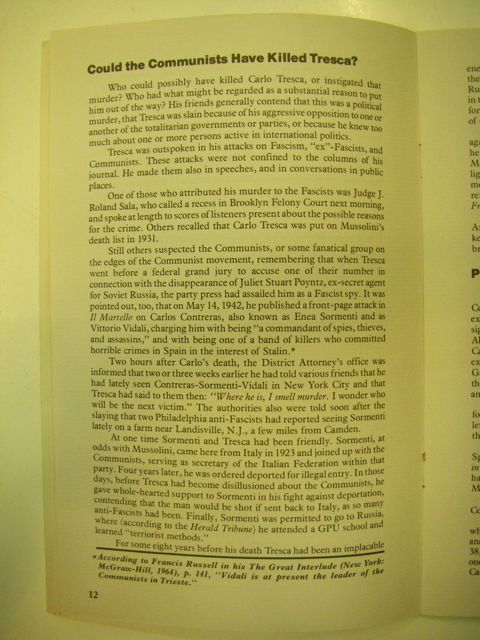 Could the Communists Have Killed Tresca?
Who could possibly have killed Carlo Tresca, or instigated that
murder? Who had what might be regarded as a substantial reason to put
him out of the way? His friends generally contend that this was a political
murder, that Tresca was slain because of his aggressive opposition to one or
another of the totalitarian governments or parties, or because he knew too
much about one or more persons active in international politics.
Tresca was outspoken in his attacks on Fascism, "ex"-Fascists, and
Communists. These attacks were not confined to the columns of his
journal. He made them also in speeches, and in conversations in public
places.
One of those who attributed his murder to the Fascists was Judge J.
Roland Sala, who called a recess in Brooklyn Felony Court next morning,
and spoke at length to scores of listeners present about the possible reasons
for the crime. Others recalled that Carlo Tresca was put on Mussolini's
death list in 1931.
Still others suspected the Communists, or some fanatical group on
the edges of the Communist movement, remembering that when Tresca
went before a federal grand jury to accuse one of their number in
connection with the disappearance of Juliet Stuart Poyntz, ex-secret agent
for Soviet Russia, the party press had assailed him as a Fascist spy. It was
pointed out, too, that on May 14, 1942, he published a front-page attack in
Il Martello on Carlos Contreras, also known as Enea Sormenti and as
Vittorio Vidali, charging him with being "a commandant of spies, thieves,
and assassins," and with being one of a band of killers who committed
horrible crimes in Spain in the interest of Stalin.*
Two hours after Carlo's death, the District Attorney's office was
informed that two or three weeks earlier he had told various friends that he
had lately seen Contreras-Sormenti-Vidali in New York City and that
Tresca had said to them then: "Where he is, I smell murder. I wonder who
will be the next victim." The authorities also were told soon after the
slaying that two Philadelphia anti-Fascists had reported seeing Sormenti
lately on a farm near Landisville, N.J., a few miles from Camden.
At one time Sormenti and Tresca had been friendly. Sormenti, at
odds with Mussolini, came here from Italy in 1923 and joined up with the
Communists, serving as secretary of the Italian Federation within that
party. Four years later, he was ordered deported for illegal entry. In those
days, before Tresca had become disillusioned about the Communists, he
gave whole-hearted support to Sormenti in his fight against deportation,
contending that the man would be shot if sent back to Italy, as so many
anti-Fascists had been. Finally, Sormenti was permitted to go to Russia,
where (according to the Herald Tribune) he attended a GPU school and
learned "terrorist methods."
For some eight years before his death Tresca had been an implacable
*According to Francis Russell in his The Great Interlude (New York:
McGraw-Hill, 1964), p. 141, "Vidali is at present the leader of the
Communists in Trieste."
12